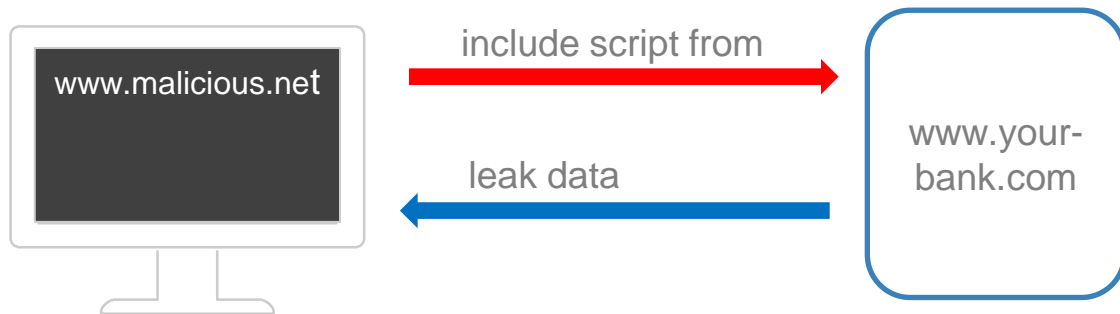 www.malicious.net
include script from
www.your-
bank.com
leak data